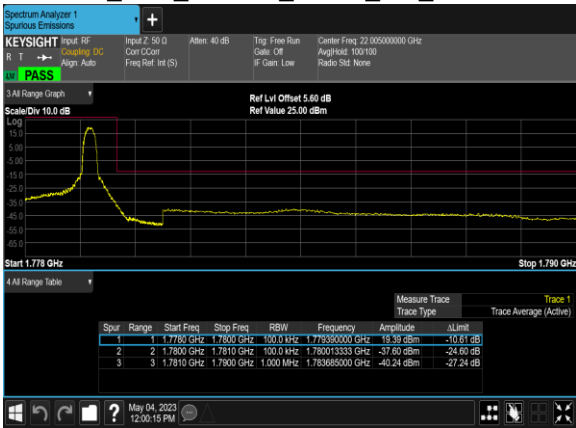 Spectrum Analyzer 1
Spurious Emissions
KEYSIGHT Input: RF Input Z: 50 Ω Atten: 40 dB Trig: Free Run Center Freq: 22.005000000 GHz
R T Coupling: DC Corr CCorr Gate: Off Avg|Hold: 100/100
Align: Auto Freq Ref: Int (S) IF Gain: Low Radio Std: None
PASS
3 All Range Graph
Ref Lvl Offset 5.60 dB
Scale/Div 10.0 dB Ref Value 25.00 dBm
Log
15.0
5.00
-5.00
-15.0
-25.0
-35.0
-45.0
-55.0
-65.0
Start 1.778 GHz Stop 1.790 GHz
4 All Range Table
Measure Trace Trace 1
Trace Type Trace Average (Active)
Spur Range Start Freq Stop Freq RBW Frequency Amplitude ΔLimit
1 1 1.7780 GHz 1.7800 GHz 100.0 kHz 1.779390000 GHz 19.39 dBm -10.61 dB
2 2 1.7800 GHz 1.7810 GHz 100.0 kHz 1.780013333 GHz -37.60 dBm -24.60 dB
3 3 1.7810 GHz 1.7900 GHz 1.000 MHz 1.783685000 GHz -40.24 dBm -27.24 dB
May 04, 2023
12:00:15 PM